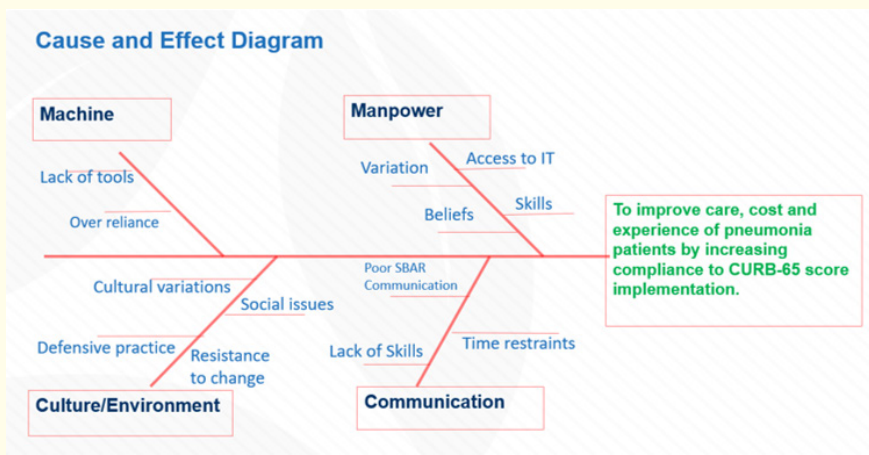 Cause and Effect Diagram
Machine
Manpower
Lack of tools
Over reliance
Variation
Access to IT
Beliefs
Skills
To improve care, cost and
experience of pneumonia
patients by increasing
compliance to CURB-65 score
implementation.
Cultural variations
Social issues
Defensive practice
Resistance
to change
Poor SBAR
Communication
Lack of Skills
Time restraints
Culture/Environment
Communication